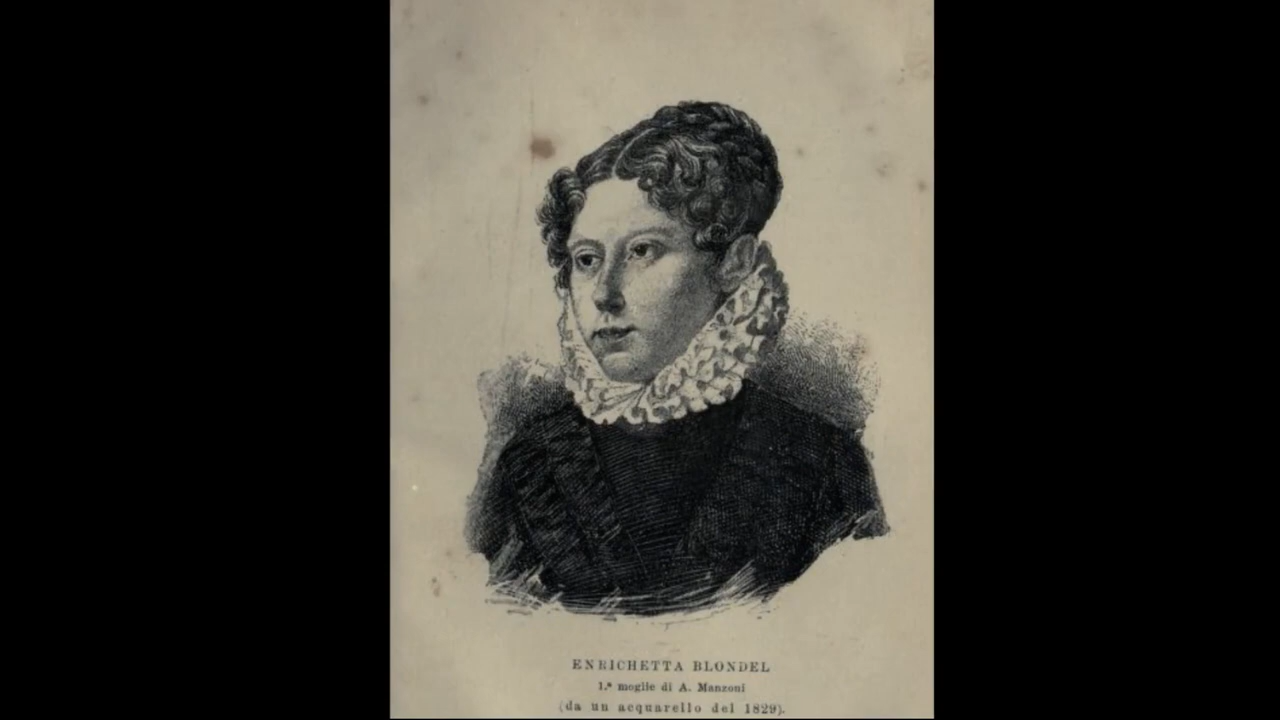 ENRICHETTA BLONDEL
1.ª moglie di A. Manzoni
(da un acquarello del 1829).